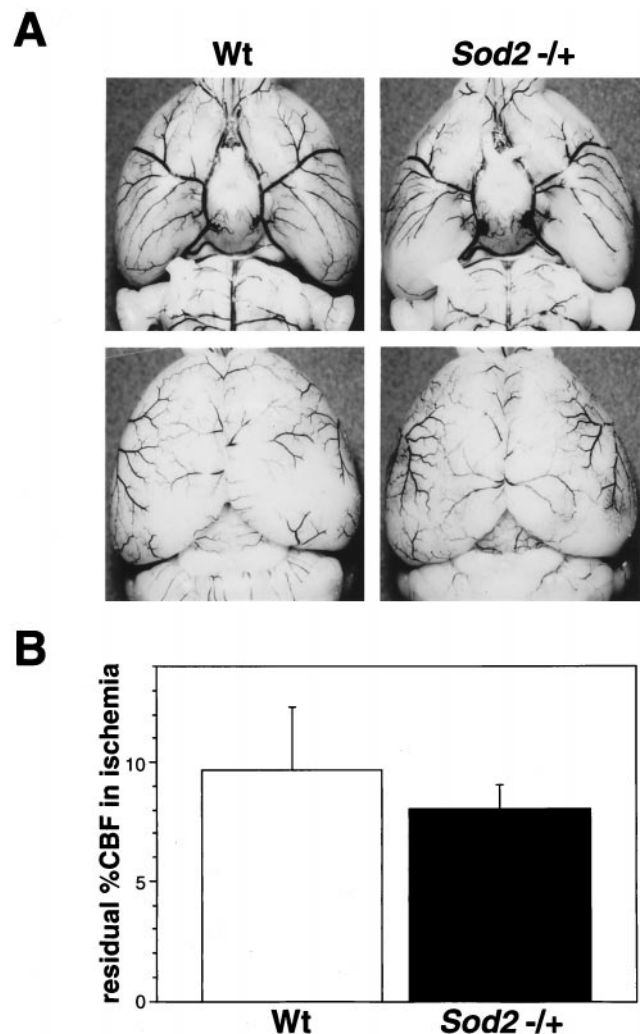 A
Wt
Sod2 -/+
B
residual %CBF in ischemia
10
5
0
Wt
Sod2 -/+